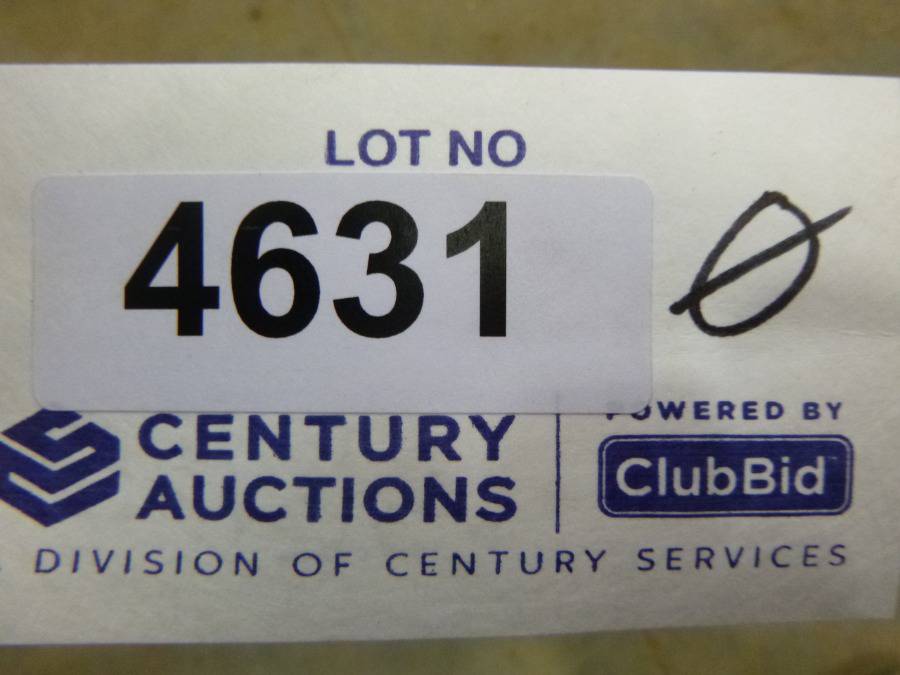 LOT NO
4631 Ø
CENTURY
AUCTIONS
POWERED BY
ClubBid
DIVISION OF CENTURY SERVICES